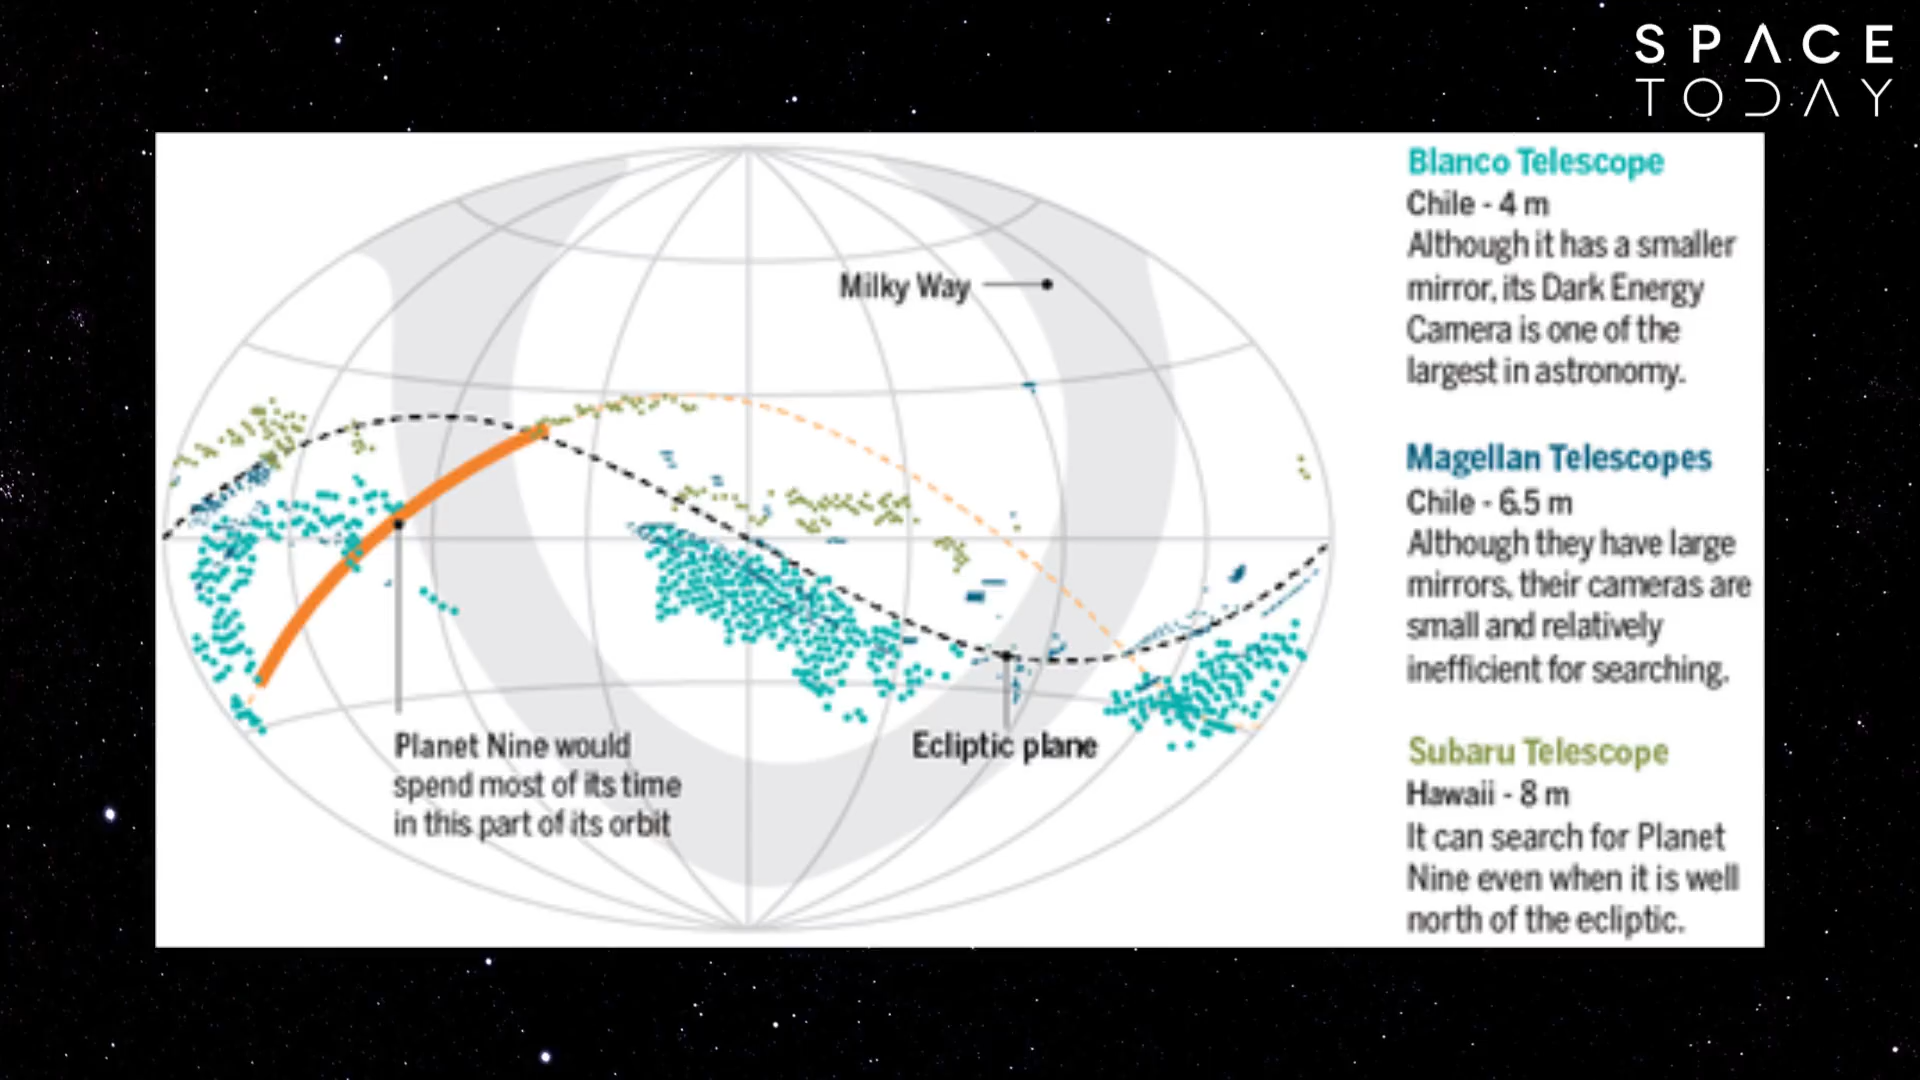 SPACE
TODAY
Milky Way
Planet Nine would
spend most of its time
in this part of its orbit
Ecliptic plane
Blanco Telescope
Chile - 4 m
Although it has a smaller
mirror, its Dark Energy
Camera is one of the
largest in astronomy.
Magellan Telescopes
Chile - 6.5 m
Although they have large
mirrors, their cameras are
small and relatively
inefficient for searching.
Subaru Telescope
Hawaii - 8 m
It can search for Planet
Nine even when it is well
north of the ecliptic.